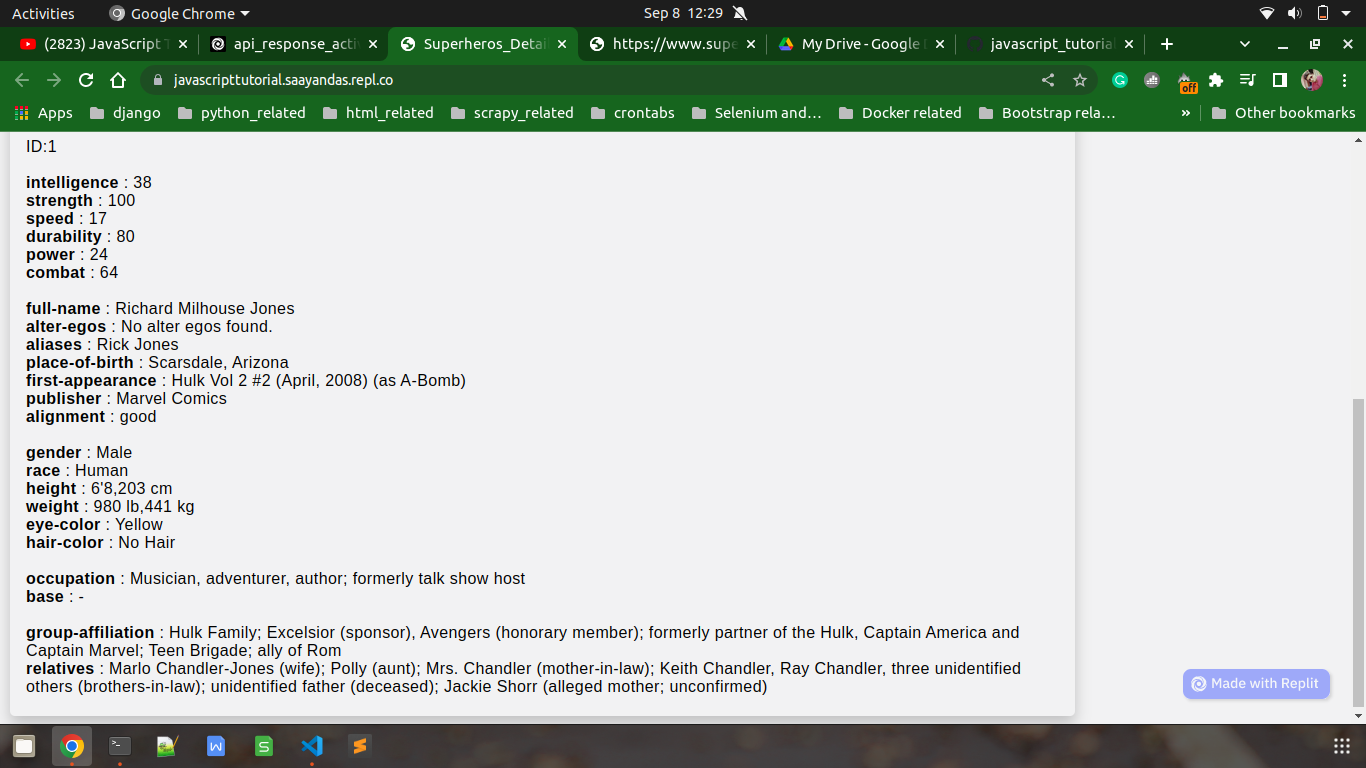 Activities Google Chrome Sep 8 12:29
(2823) JavaScript api_response_acti Superheros_Detai https://www.supe My Drive - Google javascript_tutoria
javascripttutorial.saayandas.repl.co off
Apps django python_related html_related scrapy_related crontabs Selenium and… Docker related Bootstrap rela… » Other bookmarks
ID:1
intelligence : 38
strength : 100
speed : 17
durability : 80
power : 24
combat : 64
full-name : Richard Milhouse Jones
alter-egos : No alter egos found.
aliases : Rick Jones
place-of-birth : Scarsdale, Arizona
first-appearance : Hulk Vol 2 #2 (April, 2008) (as A-Bomb)
publisher : Marvel Comics
alignment : good
gender : Male
race : Human
height : 6'8,203 cm
weight : 980 lb,441 kg
eye-color : Yellow
hair-color : No Hair
occupation : Musician, adventurer, author; formerly talk show host
base : -
group-affiliation : Hulk Family; Excelsior (sponsor), Avengers (honorary member); formerly partner of the Hulk, Captain America and
Captain Marvel; Teen Brigade; ally of Rom
relatives : Marlo Chandler-Jones (wife); Polly (aunt); Mrs. Chandler (mother-in-law); Keith Chandler, Ray Chandler, three unidentified
others (brothers-in-law); unidentified father (deceased); Jackie Shorr (alleged mother; unconfirmed)
Made with Replit